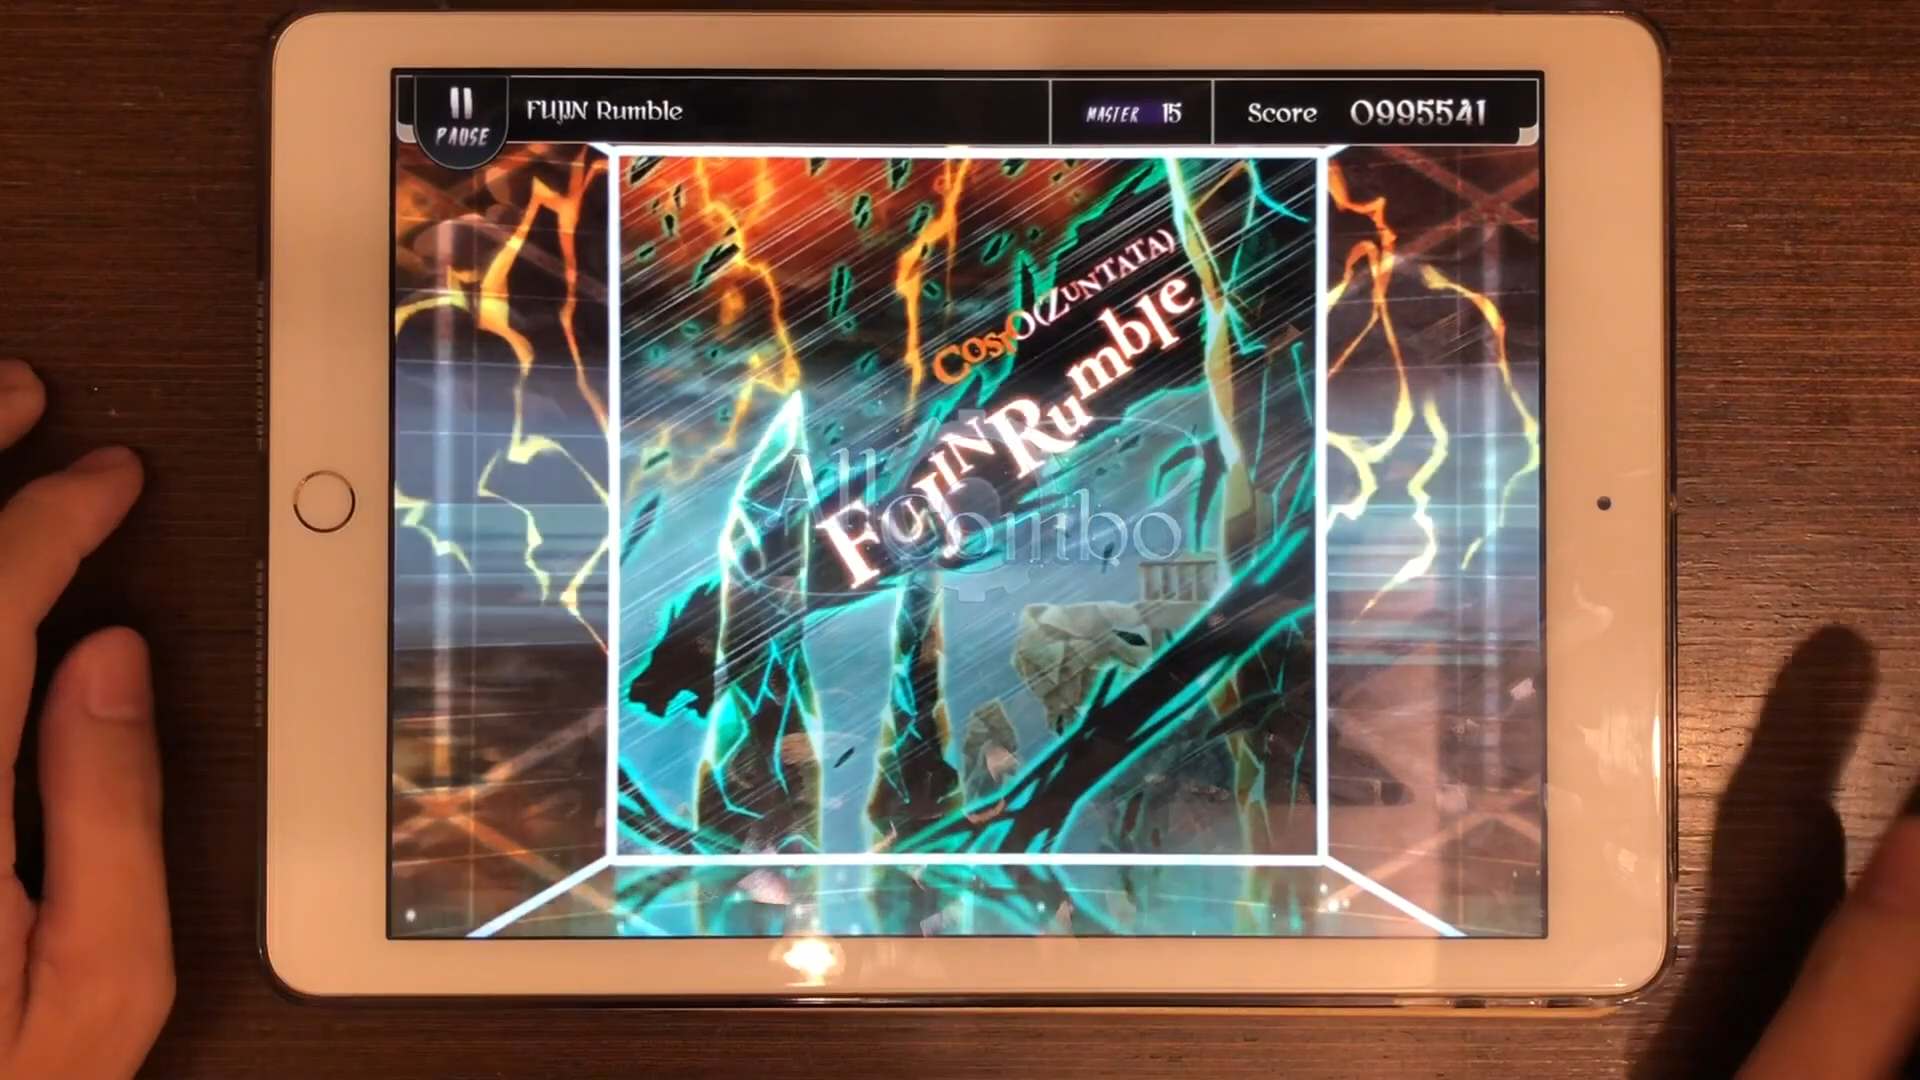 PAUSE
FUJIN Rumble
MASTER 15
Score 0995541
COSIO(ZUNTATA)
FUJIN Rumble
All
Combo